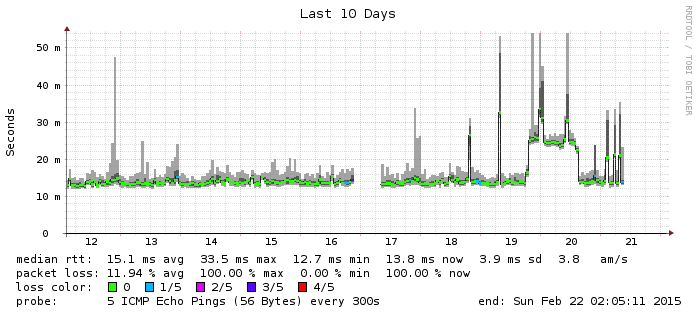 Last 10 Days
RRDTOOL / TOBI OETIKER
Seconds
50 m
40 m
30 m
20 m
10 m
0
12 13 14 15 16 17 18 19 20 21
median rtt: 15.1 ms avg 33.5 ms max 12.7 ms min 13.8 ms now 3.9 ms sd 3.8 am/s
packet loss: 11.94 % avg 100.00 % max 0.00 % min 100.00 % now
loss color: 0 1/5 2/5 3/5 4/5
probe: 5 ICMP Echo Pings (56 Bytes) every 300s end: Sun Feb 22 02:05:11 2015